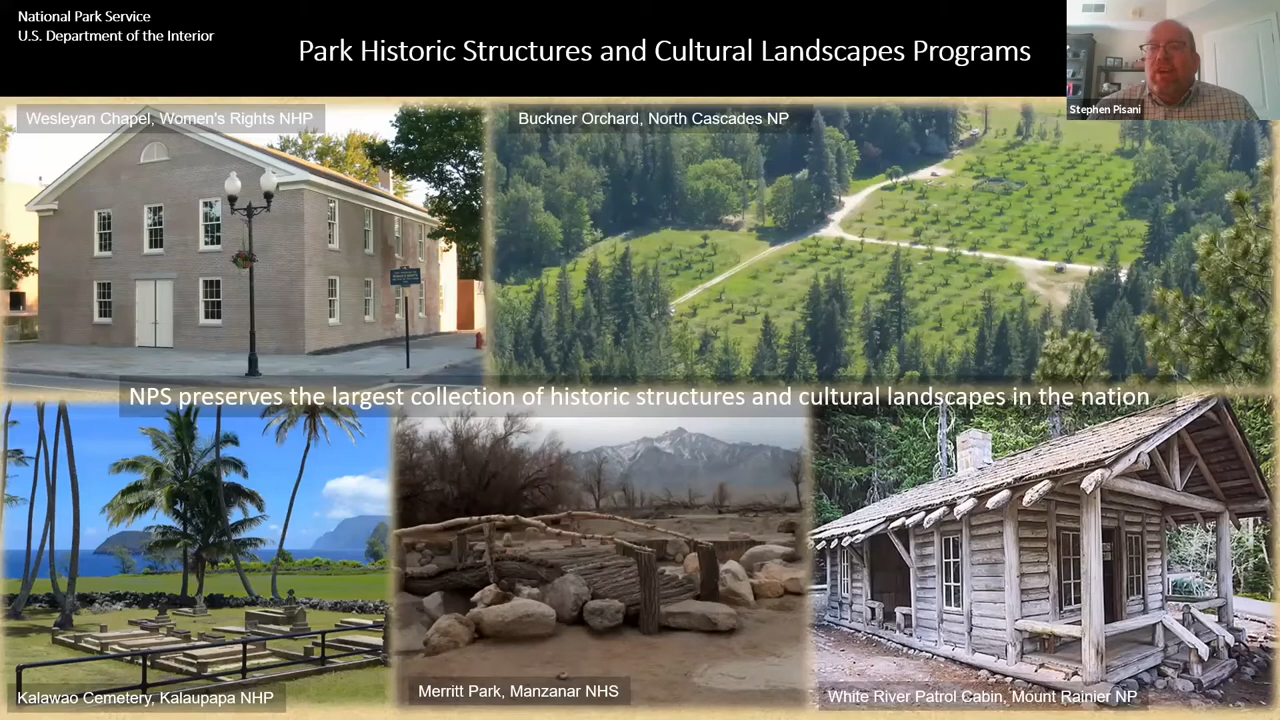 National Park Service
U.S. Department of the Interior
Park Historic Structures and Cultural Landscapes Programs
Stephen Pisani
Wesleyan Chapel, Women's Rights NHP
Buckner Orchard, North Cascades NP
NPS preserves the largest collection of historic structures and cultural landscapes in the nation
Kalawao Cemetery, Kalaupapa NHP
Merritt Park, Manzanar NHS
White River Patrol Cabin, Mount Rainier NP